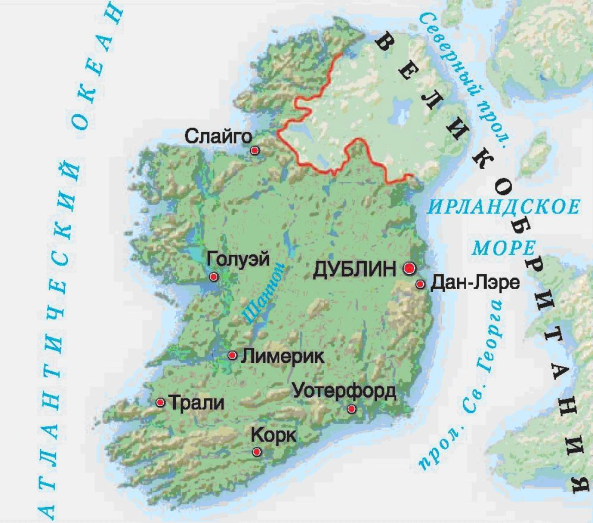 АТЛАНТИЧЕСКИЙ ОКЕАН
Северный прол.
ВЕЛИКОБРИТАНИЯ
Слайго
ИРЛАНДСКОЕ
МОРЕ
Голуэй
Шаннон
ДУБЛИН
Дан-Лэре
прол. Св. Георга
Лимерик
Трали
Уотерфорд
Корк